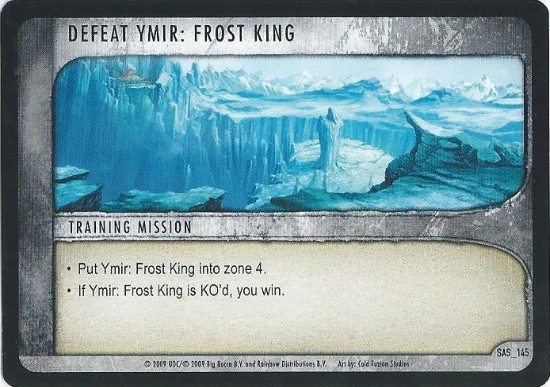 DEFEAT YMIR: FROST KING
TRAINING MISSION
• Put Ymir: Frost King into zone 4.
• If Ymir: Frost King is KO'd, you win.
SAS_145
© 2009 UDC/© 2009 Big Bocca B.V. and Rainbow Distributions B.V. Art by: Cold Fuzion Studios